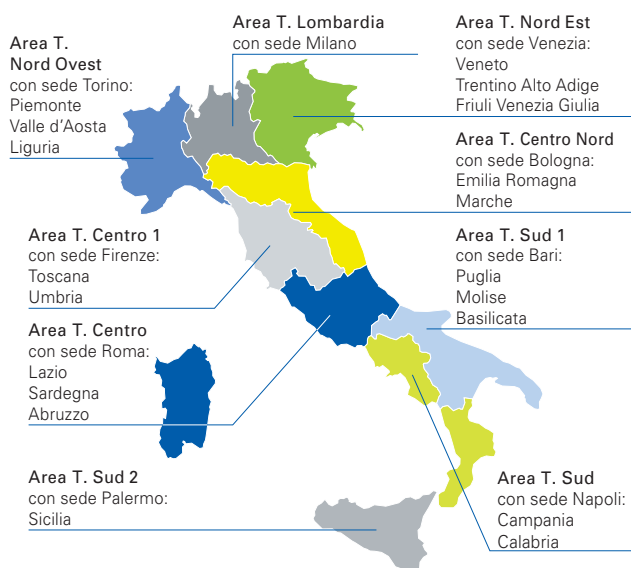 Area T.
Nord Ovest
con sede Torino:
Piemonte
Valle d'Aosta
Liguria
Area T. Lombardia
con sede Milano
Area T. Nord Est
con sede Venezia:
Veneto
Trentino Alto Adige
Friuli Venezia Giulia
Area T. Centro Nord
con sede Bologna:
Emilia Romagna
Marche
Area T. Centro 1
con sede Firenze:
Toscana
Umbria
Area T. Sud 1
con sede Bari:
Puglia
Molise
Basilicata
Area T. Centro
con sede Roma:
Lazio
Sardegna
Abruzzo
Area T. Sud 2
con sede Palermo:
Sicilia
Area T. Sud
con sede Napoli:
Campania
Calabria